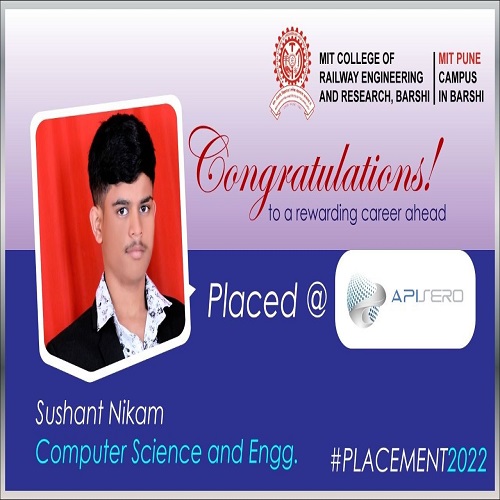 MIT COLLEGE OF
RAILWAY ENGINEERING
AND RESEARCH, BARSHI
MIT PUNE
CAMPUS
IN BARSHI
Congratulations!
to a rewarding career ahead
Placed @
APISERO
Sushant Nikam
Computer Science and Engg.
#PLACEMENT2022